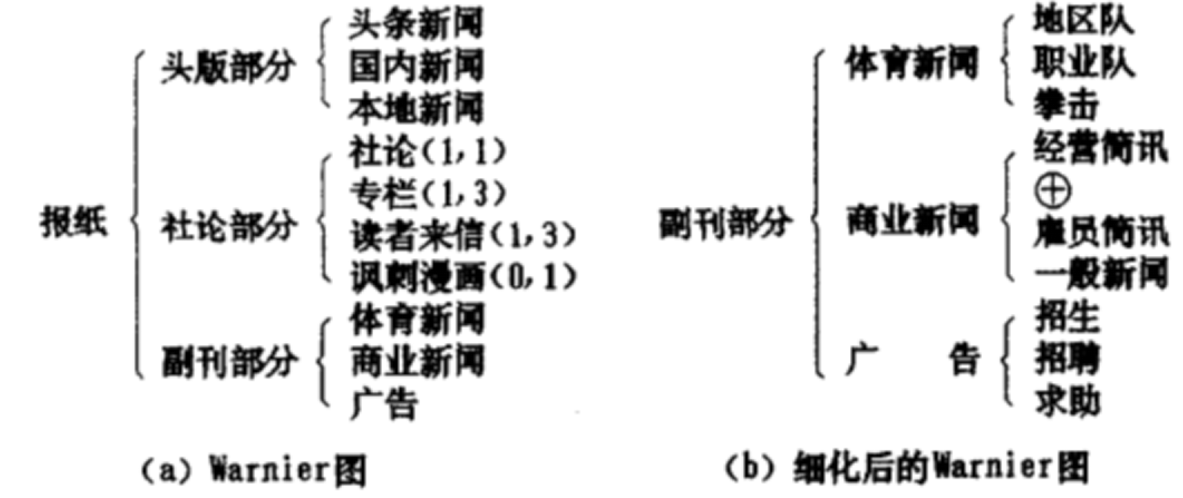 报纸
头版部分
头条新闻
国内新闻
本地新闻
社论部分
社论(1,1)
专栏(1,3)
读者来信(1,3)
讽刺漫画(0,1)
副刊部分
体育新闻
商业新闻
广告
(a) Warnier图
副刊部分
体育新闻
地区队
职业队
拳击
商业新闻
经营简讯
⊕
雇员简讯
一般新闻
广 告
招生
招聘
求助
(b) 细化后的Warnier图